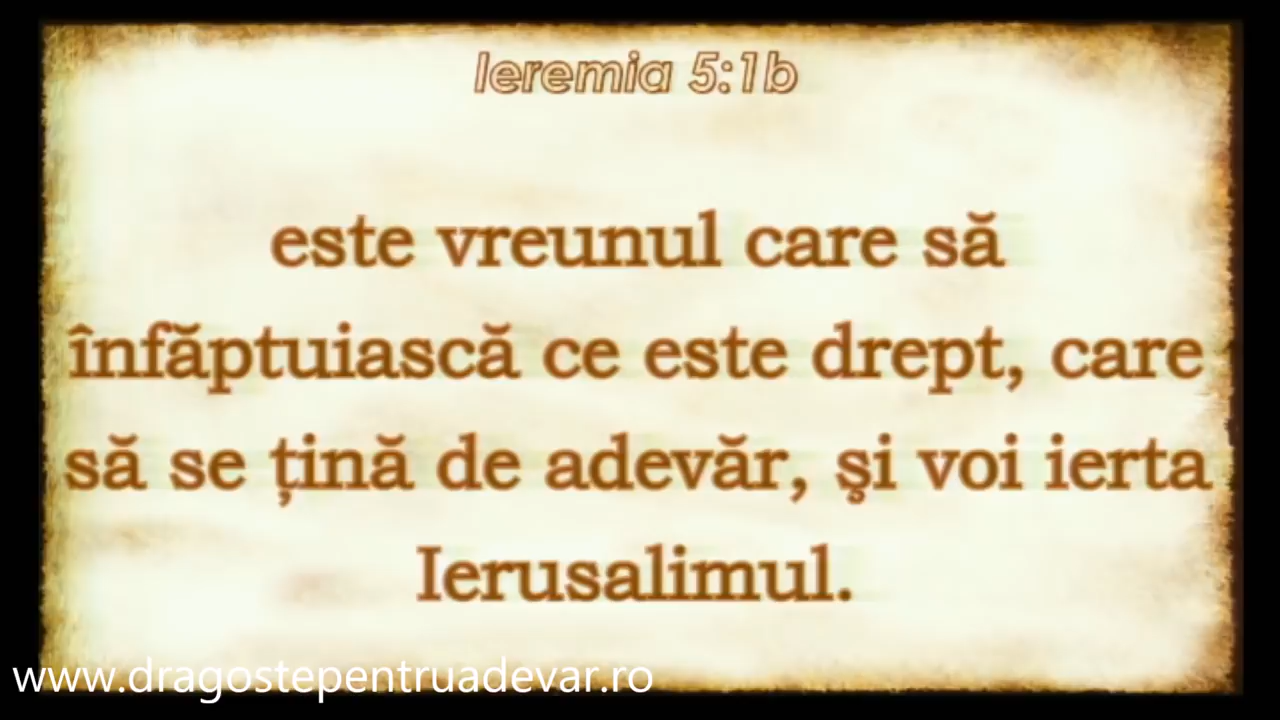 Ieremia 5:1b
este vreunul care să
înfăptuiască ce este drept, care
să se țină de adevăr, şi voi ierta
Ierusalimul.
www.dragostepentruadevar.ro